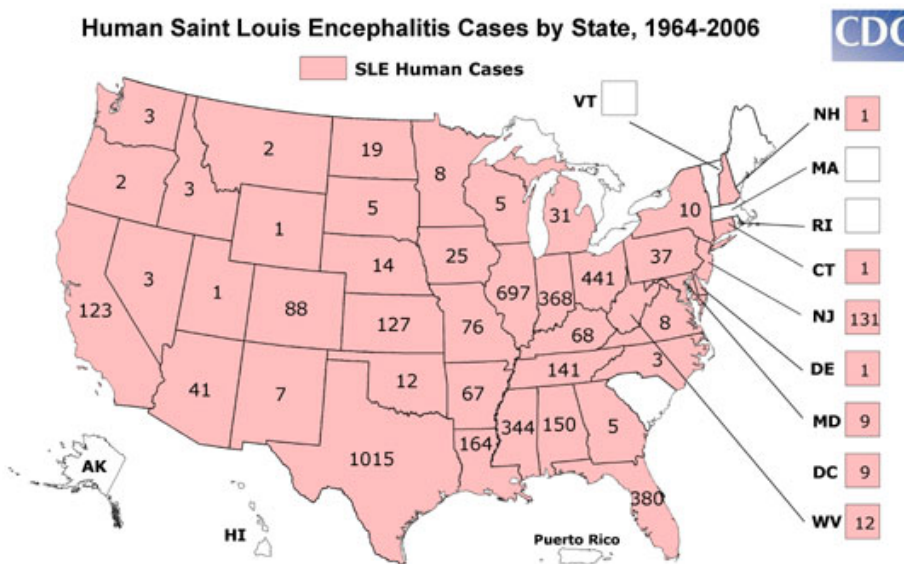 Human Saint Louis Encephalitis Cases by State, 1964-2006
CDC
SLE Human Cases
VT
NH 1
MA
RI
CT 1
NJ 131
DE 1
MD 9
DC 9
WV 12
3
2
19
8
2
3
1
5
5
31
10
14
25
37
123
3
1
88
127
76
697
368
441
68
8
41
7
12
67
141
3
1015
164
344
150
5
380
AK
HI
Puerto Rico